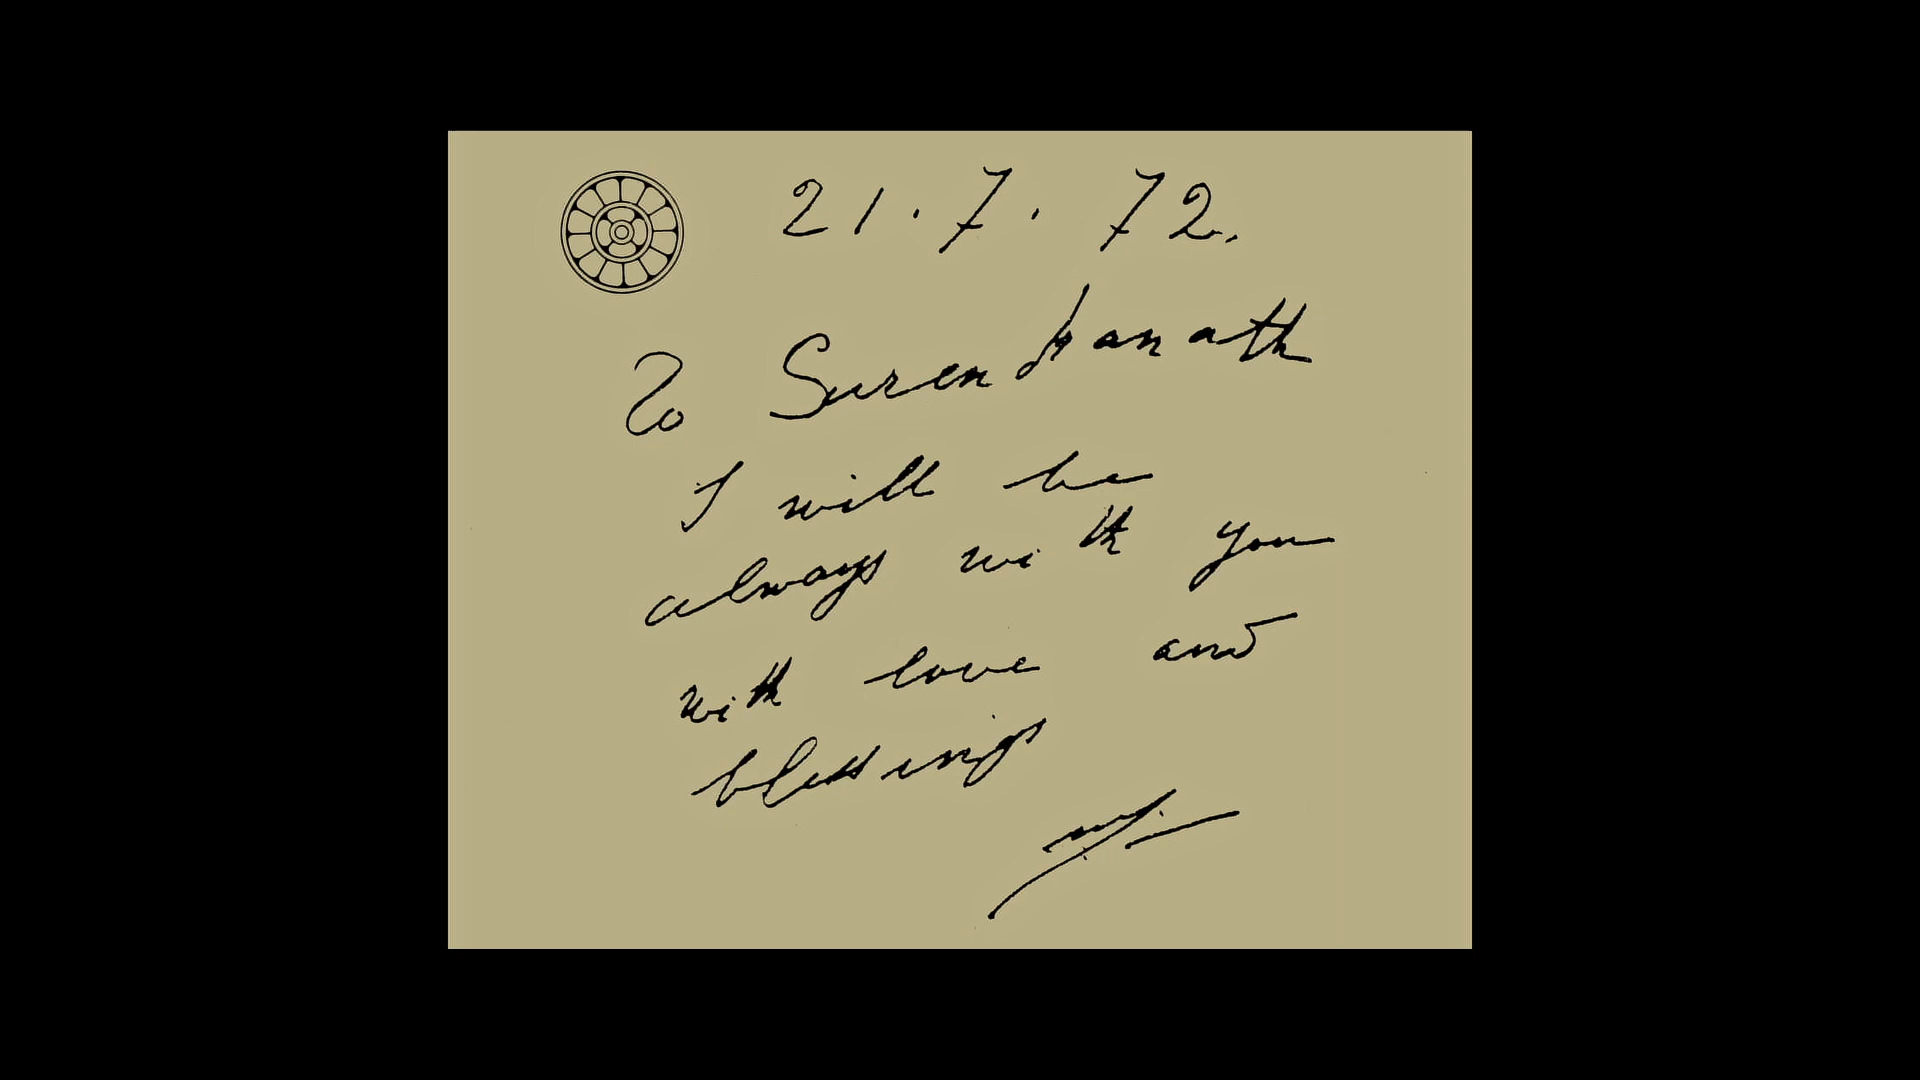 21.7.72.
To Surendranath
I will be
always with you
with love and
blessings